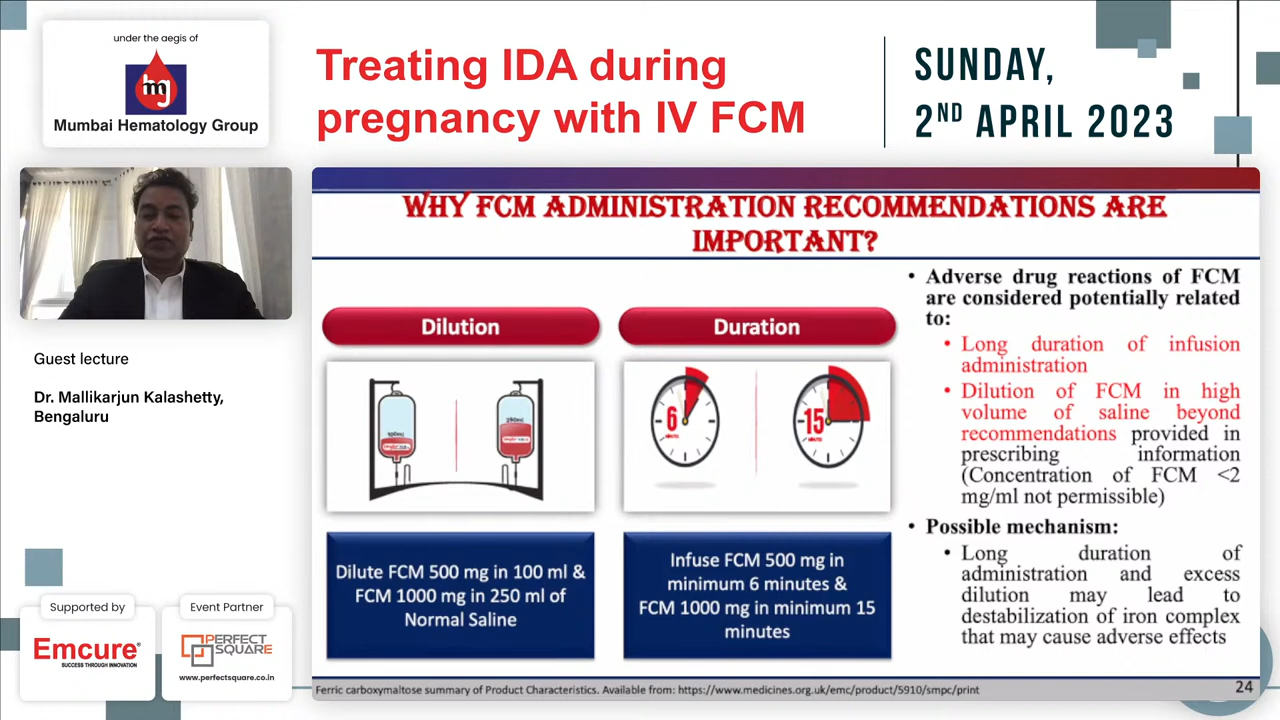 under the aegis of
mg
Mumbai Hematology Group
Treating IDA during
pregnancy with IV FCM
SUNDAY,
2ND APRIL 2023
Guest lecture
Dr. Mallikarjun Kalashetty,
Bengaluru
Supported by
Emcure®
SUCCESS THROUGH INNOVATION
Event Partner
PERFECT
SQUARE
www.perfectsquare.co.in
WHY FCM ADMINISTRATION RECOMMENDATIONS ARE
IMPORTANT?
Dilution
100ml
250ml
Dilute FCM 500 mg in 100 ml &
FCM 1000 mg in 250 ml of
Normal Saline
Duration
6
MINUTES
15
MINUTES
Infuse FCM 500 mg in
minimum 6 minutes &
FCM 1000 mg in minimum 15
minutes
• Adverse drug reactions of FCM
are considered potentially related
to:
• Long duration of infusion
administration
• Dilution of FCM in high
volume of saline beyond
recommendations provided in
prescribing information
(Concentration of FCM <2
mg/ml not permissible)
• Possible mechanism:
• Long duration of
administration and excess
dilution may lead to
destabilization of iron complex
that may cause adverse effects
Ferric carboxymaltose summary of Product Characteristics. Available from: https://www.medicines.org.uk/emc/product/5910/smpc/print
24